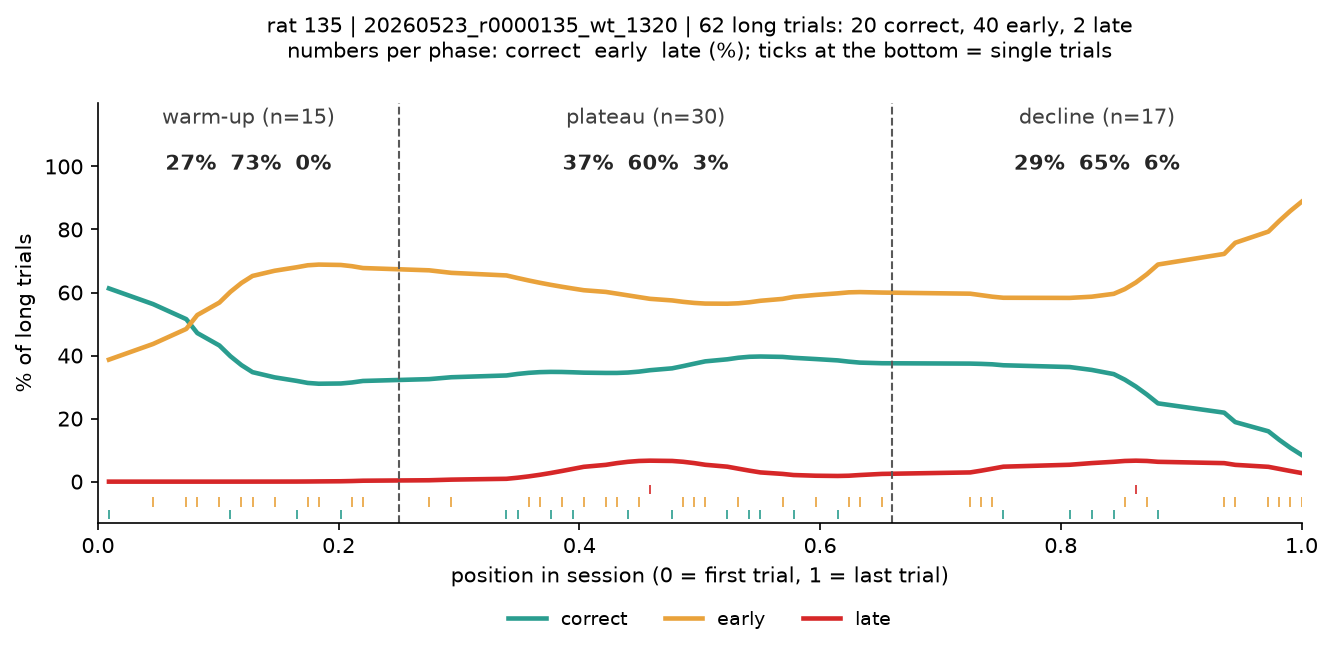 rat 135 | 20260523_r0000135_wt_1320 | 62 long trials: 20 correct, 40 early, 2 late
numbers per phase: correct  early  late (%); ticks at the bottom = single trials
warm-up (n=15)
plateau (n=30)
decline (n=17)
27%  73%  0%
37%  60%  3%
29%  65%  6%
100
80
60
40
20
0
% of long trials
0.0
0.2
0.4
0.6
0.8
1.0
position in session (0 = first trial, 1 = last trial)
correct
early
late